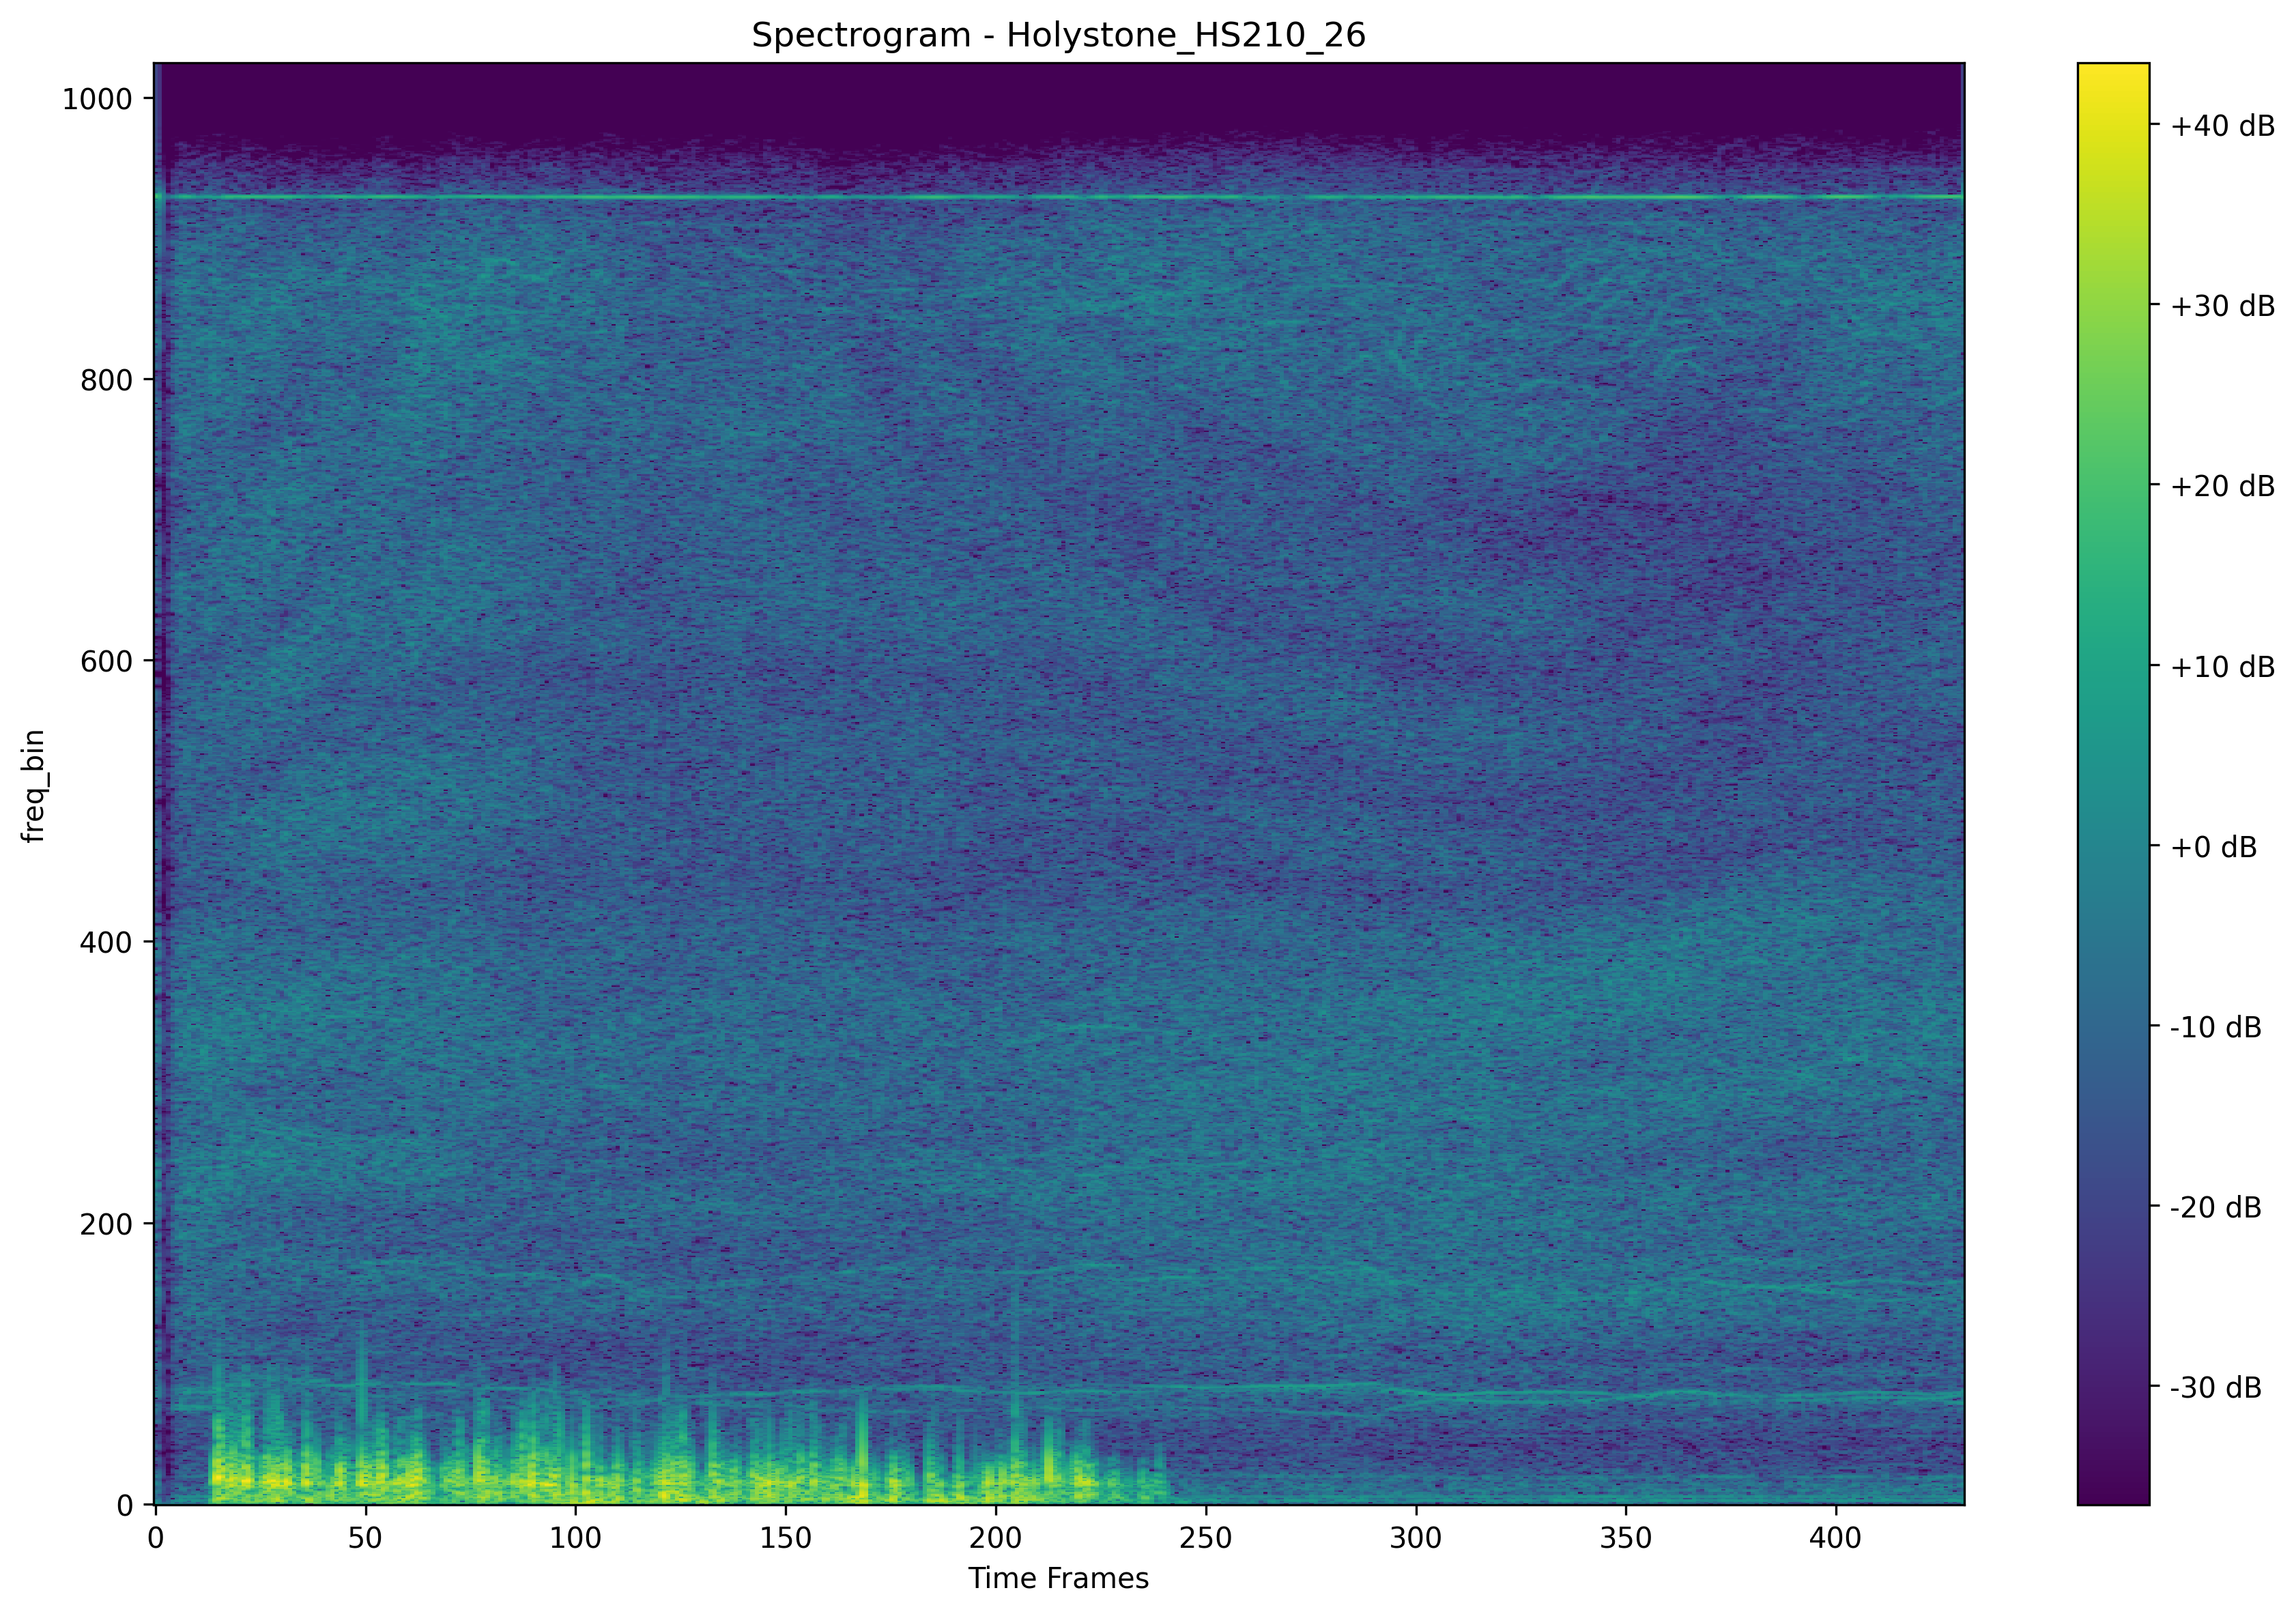 Spectrogram - Holystone_HS210_26
freq_bin
1000
800
600
400
200
0
0 50 100 150 200 250 300 350 400
Time Frames
+40 dB
+30 dB
+20 dB
+10 dB
+0 dB
-10 dB
-20 dB
-30 dB